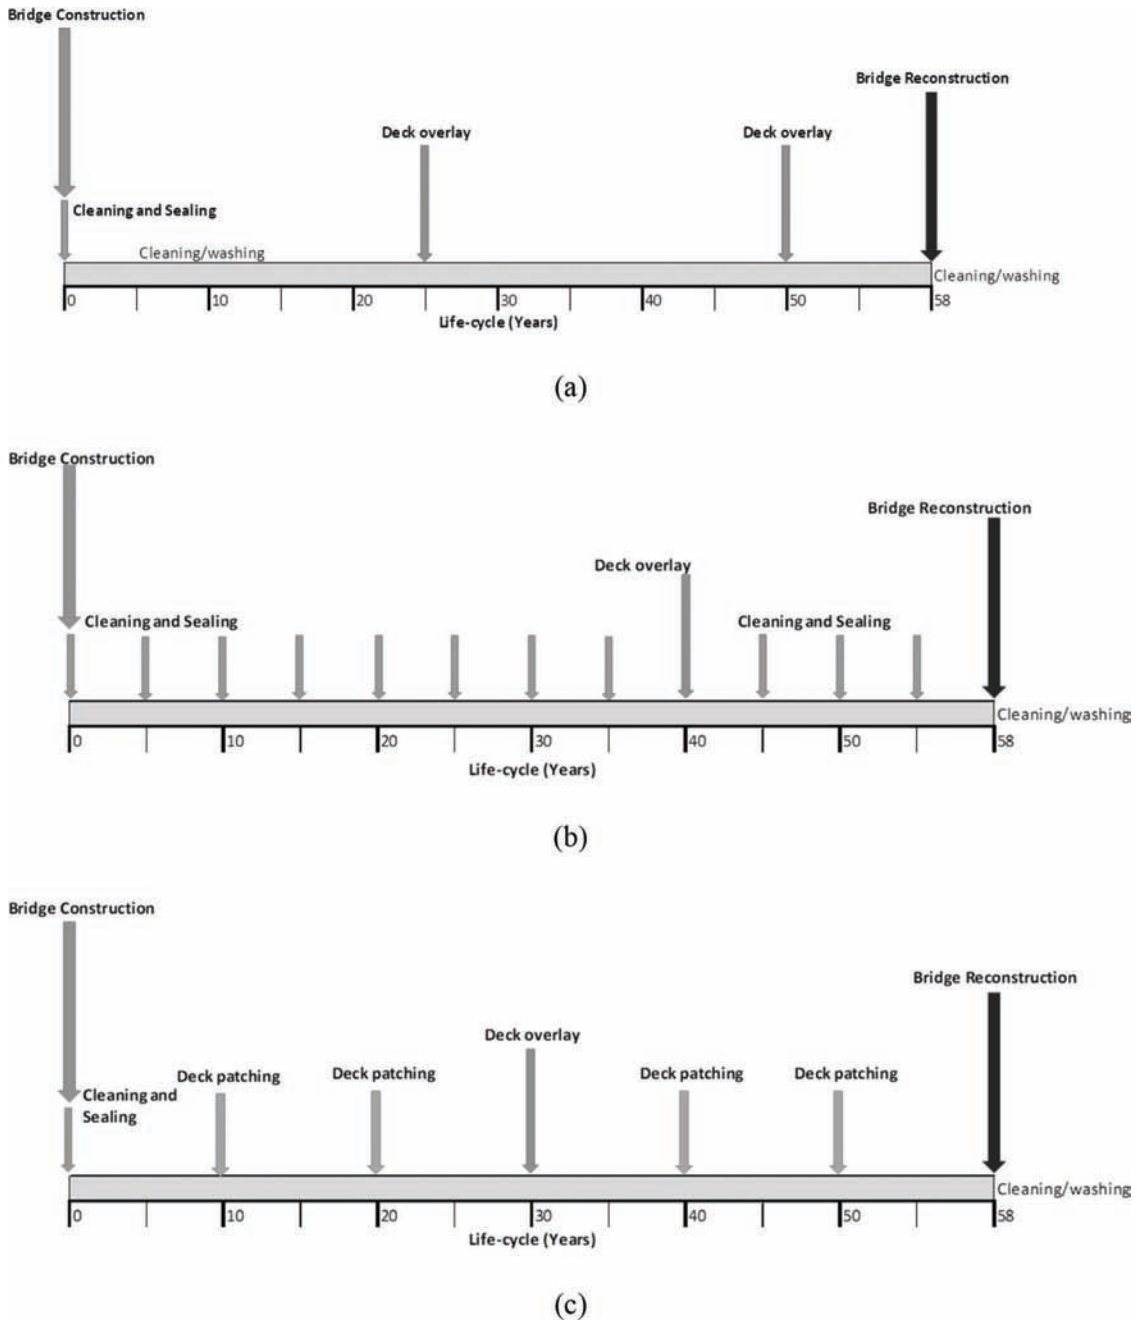 Bridge Construction
Bridge Reconstruction
Deck overlay
Deck overlay
Cleaning and Sealing
Cleaning/washing
Cleaning/washing
0 10 20 30 40 50 58
Life-cycle (Years)
(a)
Bridge Construction
Bridge Reconstruction
Deck overlay
Cleaning and Sealing
Cleaning and Sealing
Cleaning/washing
0 10 20 30 40 50 58
Life-cycle (Years)
(b)
Bridge Construction
Bridge Reconstruction
Deck overlay
Deck patching
Deck patching
Deck patching
Deck patching
Cleaning and
Sealing
Cleaning/washing
0 10 20 30 40 50 58
Life-cycle (Years)
(c)